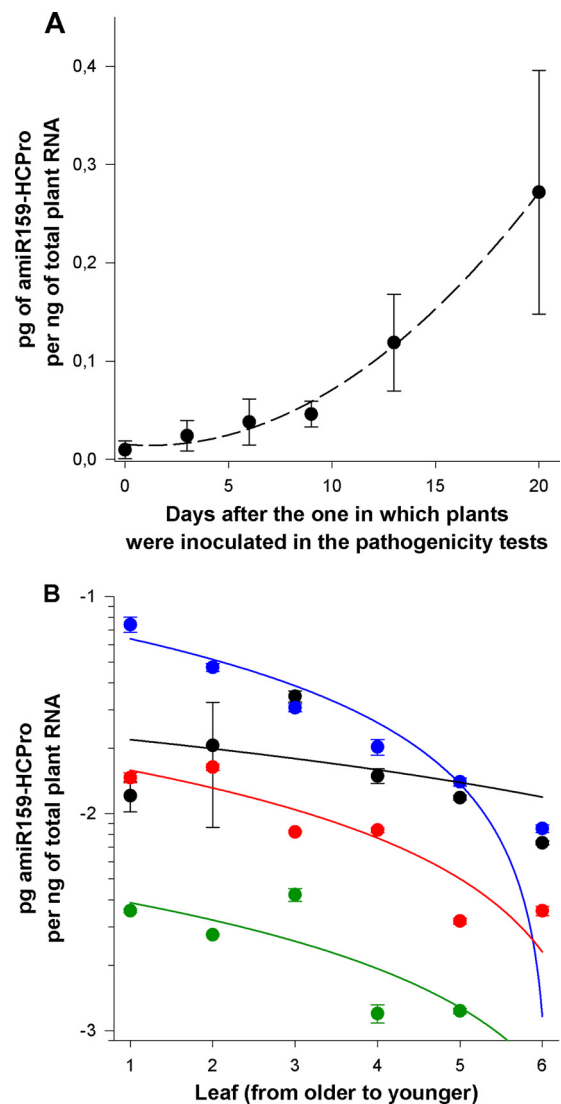 A
pg of amiR159-HCPro
per ng of total plant RNA
0,4
0,3
0,2
0,1
0,0
0 5 10 15 20
Days after the one in which plants
were inoculated in the pathogenicity tests
B
pg amiR159-HCPro
per ng of total plant RNA
-1
-2
-3
1 2 3 4 5 6
Leaf (from older to younger)